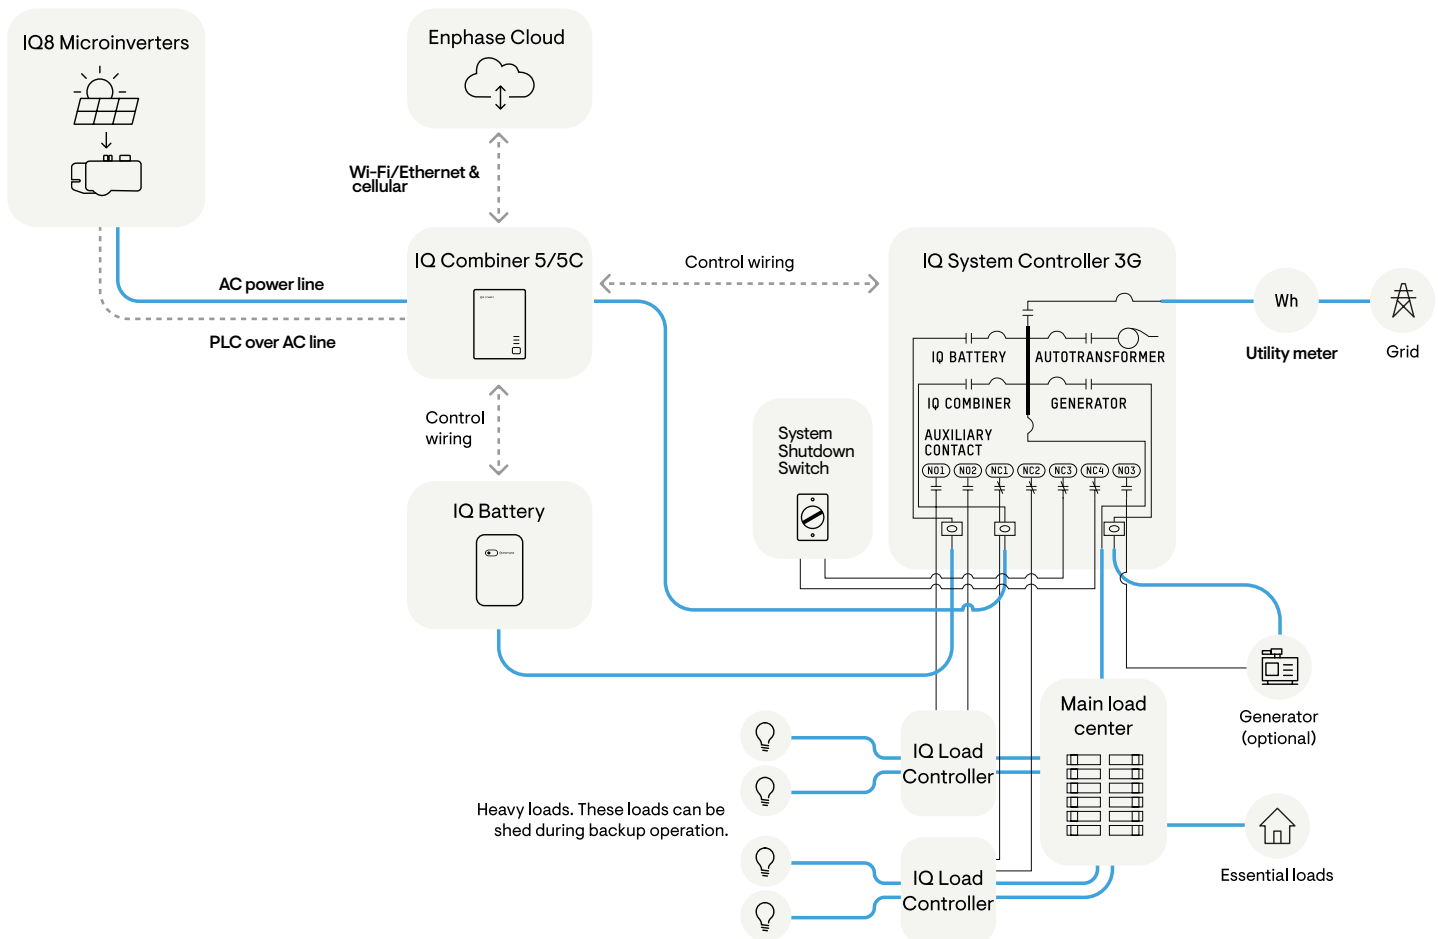 IQ8 Microinverters
Enphase Cloud
Wi-Fi/Ethernet &
cellular
IQ Combiner 5/5C
Control wiring
IQ System Controller 3G
AC power line
PLC over AC line
Wh
Utility meter
Grid
IQ BATTERY
AUTOTRANSFORMER
IQ COMBINER
GENERATOR
Control
wiring
AUXILIARY
CONTACT
NO1
NO2
NC1
NC2
NC3
NC4
NO3
System
Shutdown
Switch
IQ Battery
Main load
center
Generator
(optional)
IQ Load
Controller
Heavy loads. These loads can be
shed during backup operation.
IQ Load
Controller
Essential loads